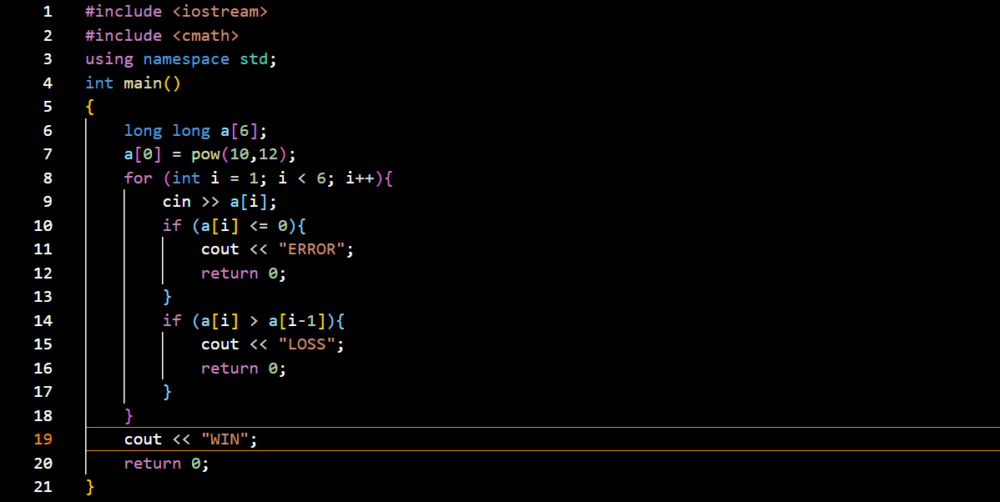 1 #include <iostream>
2 #include <cmath>
3 using namespace std;
4 int main()
5 {
6     long long a[6];
7     a[0] = pow(10,12);
8     for (int i = 1; i < 6; i++){
9         cin >> a[i];
10         if (a[i] <= 0){
11             cout << "ERROR";
12             return 0;
13         }
14         if (a[i] > a[i-1]){
15             cout << "LOSS";
16             return 0;
17         }
18     }
19     cout << "WIN";
20     return 0;
21 }